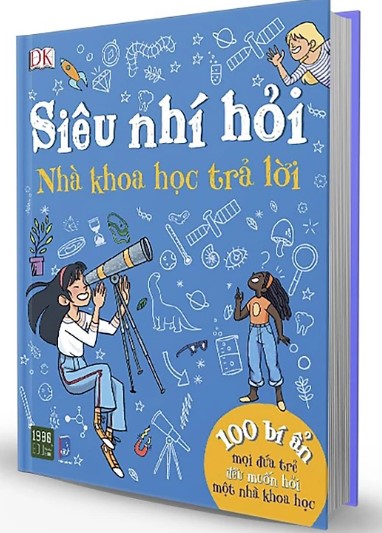 DK
Siêu nhí hỏi
Nhà khoa học trả lời
100 bí ẩn
mọi đứa trẻ
đều muốn hỏi
một nhà khoa học
1980